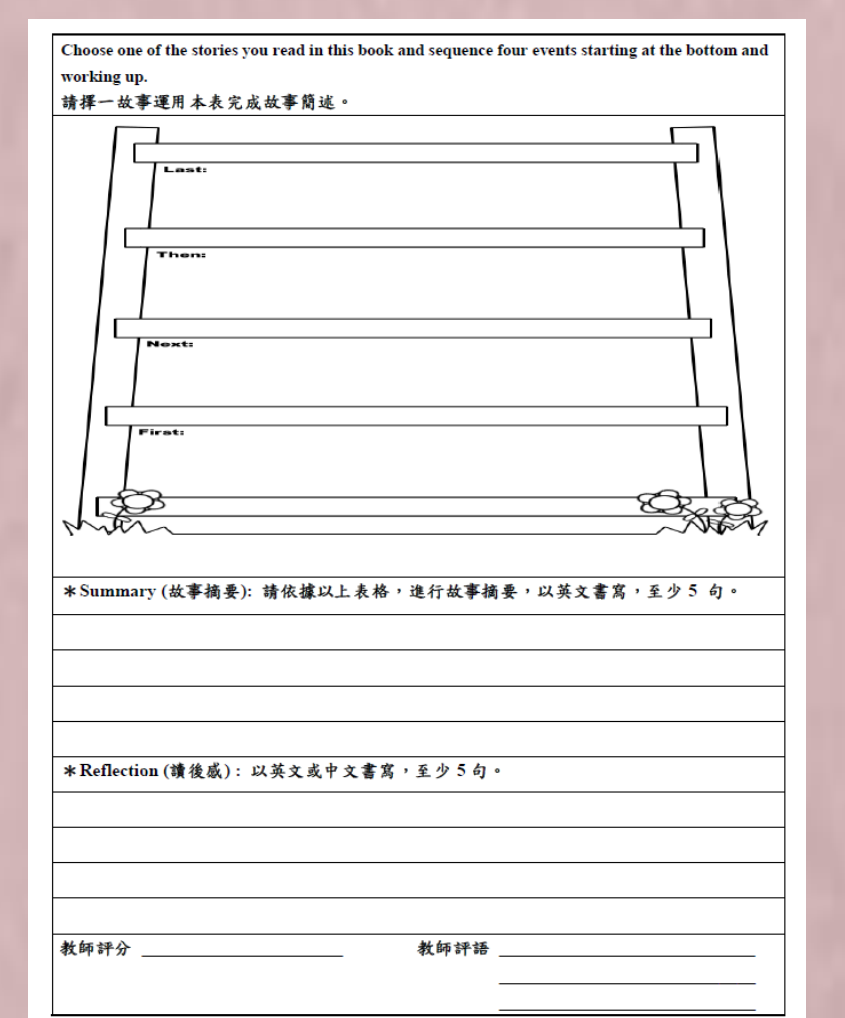 Choose one of the stories you read in this book and sequence four events starting at the bottom and
working up.
請擇一故事運用本表完成故事簡述。
Last:
Then:
Next:
First:
＊Summary (故事摘要): 請依據以上表格，進行故事摘要，以英文書寫，至少 5 句。
＊Reflection (讀後感) : 以英文或中文書寫，至少 5 句。
教師評分 ____________________ 教師評語 __________________________
__________________________
__________________________